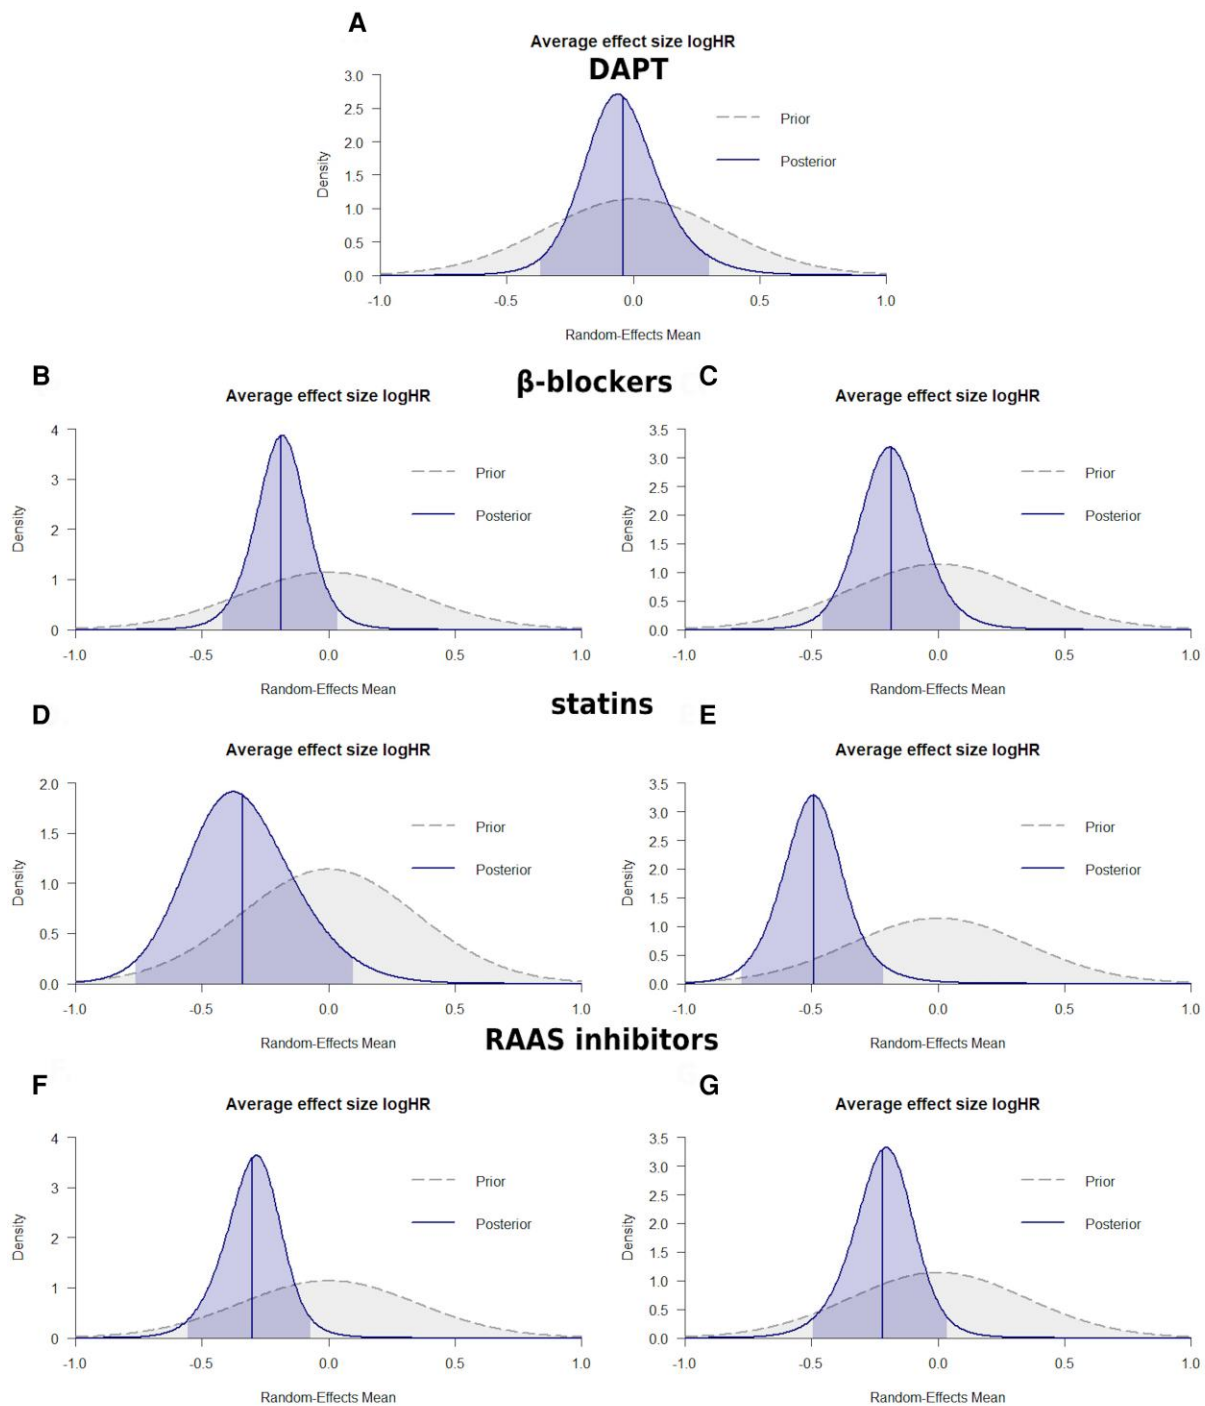 A
Average effect size logHR
DAPT
3.0
2.5
2.0
1.5
1.0
0.5
0.0
Density
Prior
Posterior
-1.0 -0.5 0.0 0.5 1.0
Random-Effects Mean
β-blockers
B
Average effect size logHR
4
3
2
1
0
Density
Prior
Posterior
-1.0 -0.5 0.0 0.5 1.0
Random-Effects Mean
C
Average effect size logHR
3.5
3.0
2.5
2.0
1.5
1.0
0.5
0.0
Density
Prior
Posterior
-1.0 -0.5 0.0 0.5 1.0
Random-Effects Mean
statins
D
Average effect size logHR
2.0
1.5
1.0
0.5
0.0
Density
Prior
Posterior
-1.0 -0.5 0.0 0.5 1.0
Random-Effects Mean
E
Average effect size logHR
3.5
3.0
2.5
2.0
1.5
1.0
0.5
0.0
Density
Prior
Posterior
-1.0 -0.5 0.0 0.5 1.0
Random-Effects Mean
RAAS inhibitors
F
Average effect size logHR
4
3
2
1
0
Density
Prior
Posterior
-1.0 -0.5 0.0 0.5 1.0
Random-Effects Mean
G
Average effect size logHR
3.5
3.0
2.5
2.0
1.5
1.0
0.5
0.0
Density
Prior
Posterior
-1.0 -0.5 0.0 0.5 1.0
Random-Effects Mean